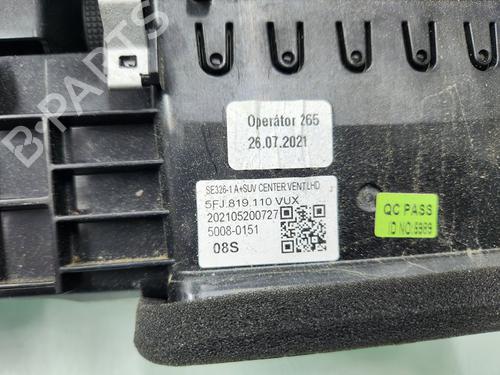 B-PARTS
Operátor 265
26.07.2021
SE326-1 A+SUV CENTER VENT.LHD
5FJ.819.110 VUX
202105200727
5008-0151
08S
QC PASS
ID NO:6989